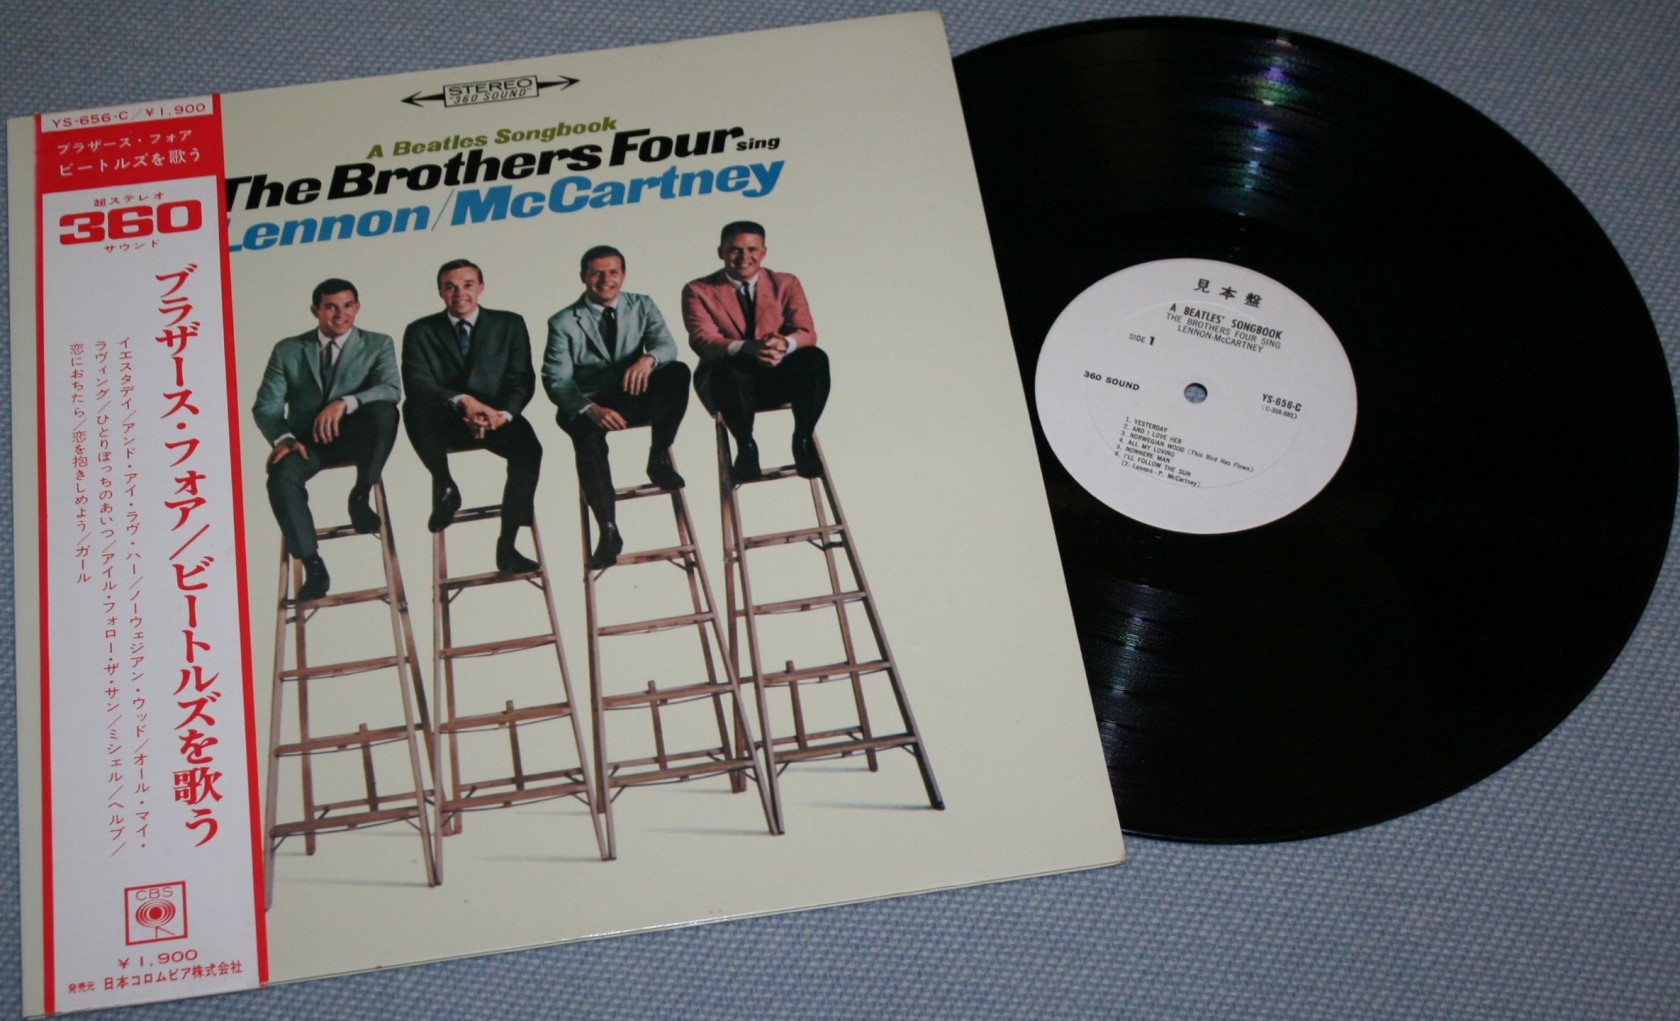 YS-656-C/¥1,900
ブラザース・フォア
ビートルズを歌う
超ステレオ
360
サウンド
ブラザース・フォア/ビートルズを歌う
イエスタデイ/アンド・アイ・ラヴ・ハー/ノーウェジアン・ウッド/オール・マイ・
ラヴィング/ひとりぼっちのあいつ/アイル・フォロー・ザ・サン/ミシェル/ヘルプ/
恋におちたら/恋を抱きしめよう/ガール
CBS
¥1,900
発売元 日本コロムビア株式会社
STEREO
360 SOUND
A Beatles Songbook
The Brothers Four sing
Lennon/McCartney
見本盤
A BEATLES' SONGBOOK
THE BROTHERS FOUR SING
LENNON-McCARTNEY
SIDE 1
360 SOUND
YS-656-C
1. YESTERDAY
2. AND I LOVE HER
3. NORWEGIAN WOOD (This Bird Has Flown)
4. ALL MY LOVING
5. NOWHERE MAN
6. I'LL FOLLOW THE SUN
Lennon - P. McCartney)